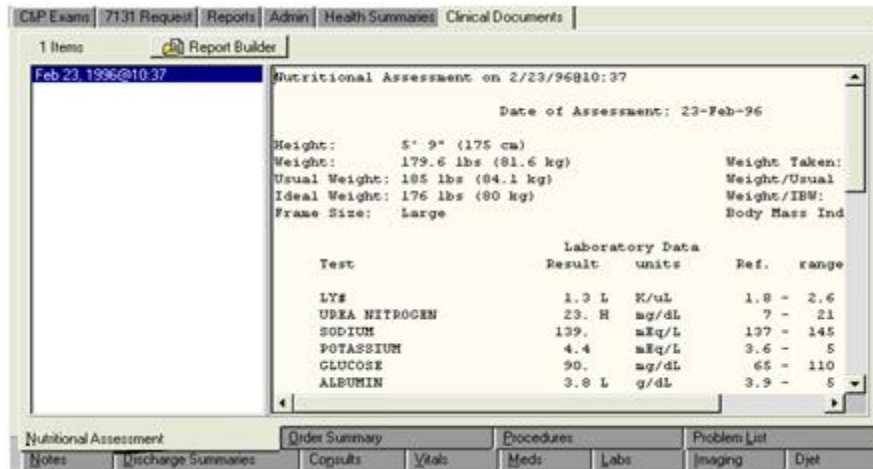 C&P Exams 7131 Request Reports Admin Health Summaries Clinical Documents
1 Items Report Builder
Feb 23, 1996@10:37
Nutritional Assessment on 2/23/96@10:37
Date of Assessment: 23-Feb-96
Height: 5' 9" (175 cm)
Weight: 179.6 lbs (81.6 kg) Weight Taken:
Usual Weight: 185 lbs (84.1 kg) Weight/Usual
Ideal Weight: 176 lbs (80 kg) Weight/IBW:
Frame Size: Large Body Mass Ind
Laboratory Data
Test Result units Ref. range
LY# 1.3 L K/uL 1.8 - 2.6
UREA NITROGEN 23. H mg/dL 7 - 21
SODIUM 139. mEq/L 137 - 145
POTASSIUM 4.4 mEq/L 3.6 - 5
GLUCOSE 90. mg/dL 65 - 110
ALBUMIN 3.8 L g/dL 3.9 - 5
Nutritional Assessment Order Summary Procedures Problem List
Notes Discharge Summaries Consults Vitals Meds Labs Imaging Diet